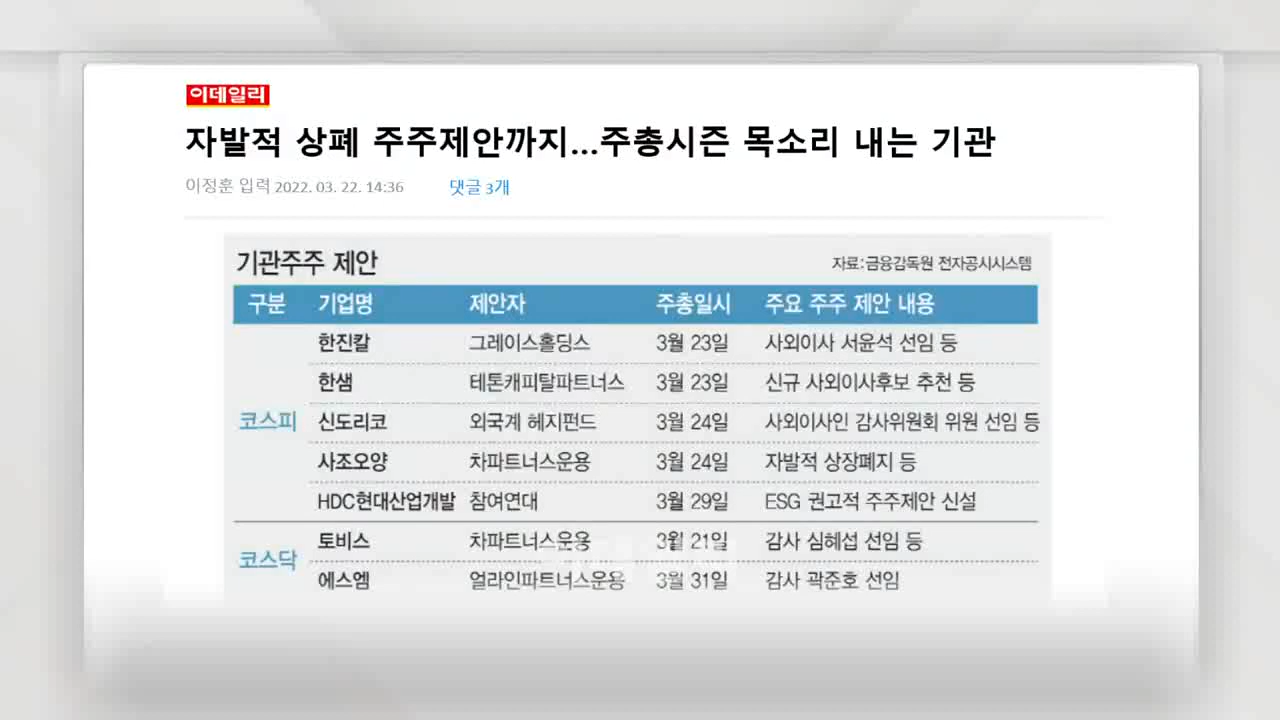 이데일리
자발적 상폐 주주제안까지...주총시즌 목소리 내는 기관
이정훈 입력 2022. 03. 22. 14:36 댓글 3개
기관주주 제안 자료:금융감독원 전자공시시스템
구분 기업명 제안자 주총일시 주요 주주 제안 내용
한진칼 그레이스홀딩스 3월 23일 사외이사 서윤석 선임 등
한샘 테톤캐피탈파트너스 3월 23일 신규 사외이사후보 추천 등
코스피 신도리코 외국계 헤지펀드 3월 24일 사외이사인 감사위원회 위원 선임 등
사조오양 차파트너스운용 3월 24일 자발적 상장폐지 등
HDC현대산업개발 참여연대 3월 29일 ESG 권고적 주주제안 신설
토비스 차파트너스운용 3월 21일 감사 심혜섭 선임 등
코스닥
에스엠 얼라인파트너스운용 3월 31일 감사 곽준호 선임